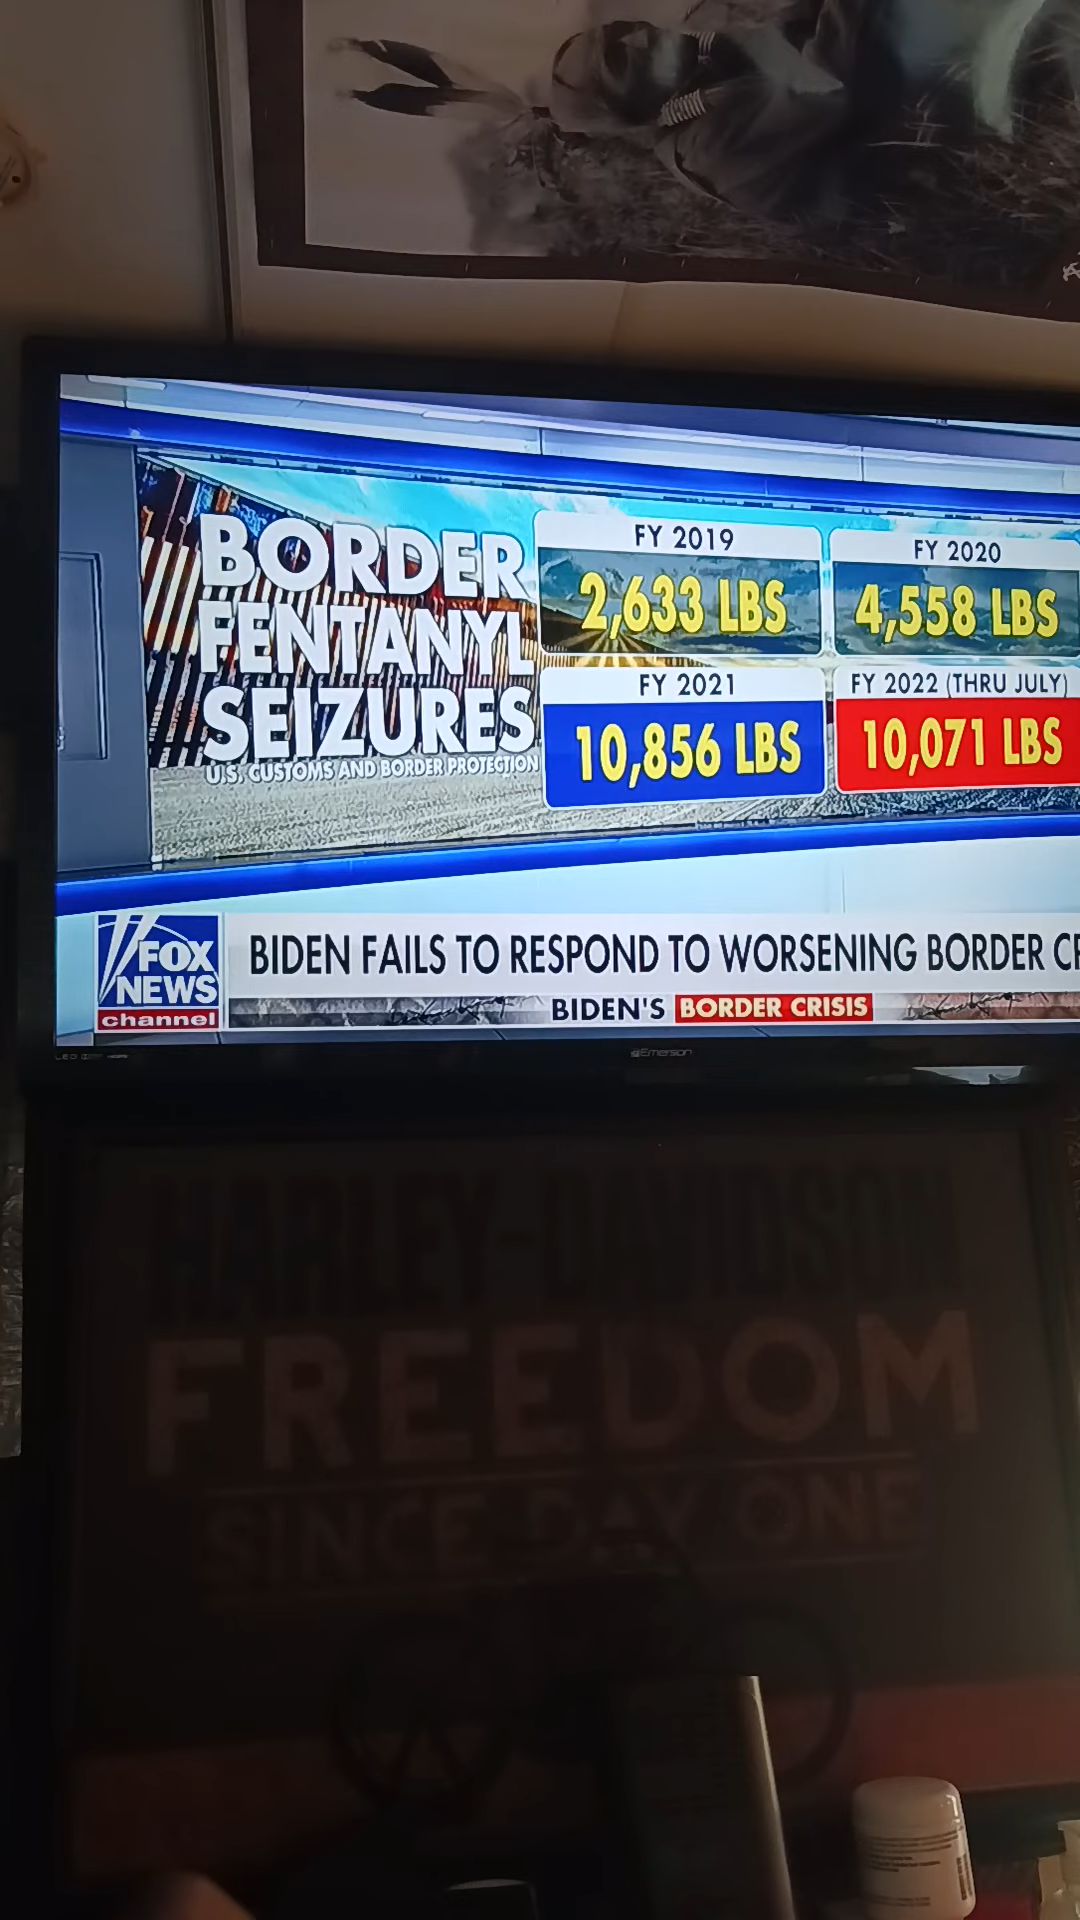 BORDER
FENTANYL
SEIZURES
U.S. CUSTOMS AND BORDER PROTECTION
FY 2019
2,633 LBS
FY 2020
4,558 LBS
FY 2021
10,856 LBS
FY 2022 (THRU JULY)
10,071 LBS
FOX
NEWS
channel
BIDEN FAILS TO RESPOND TO WORSENING BORDER
BIDEN'S BORDER CRISIS
Emerson
HARLEY-DAVIDSON
FREEDOM
SINCE DAY ONE